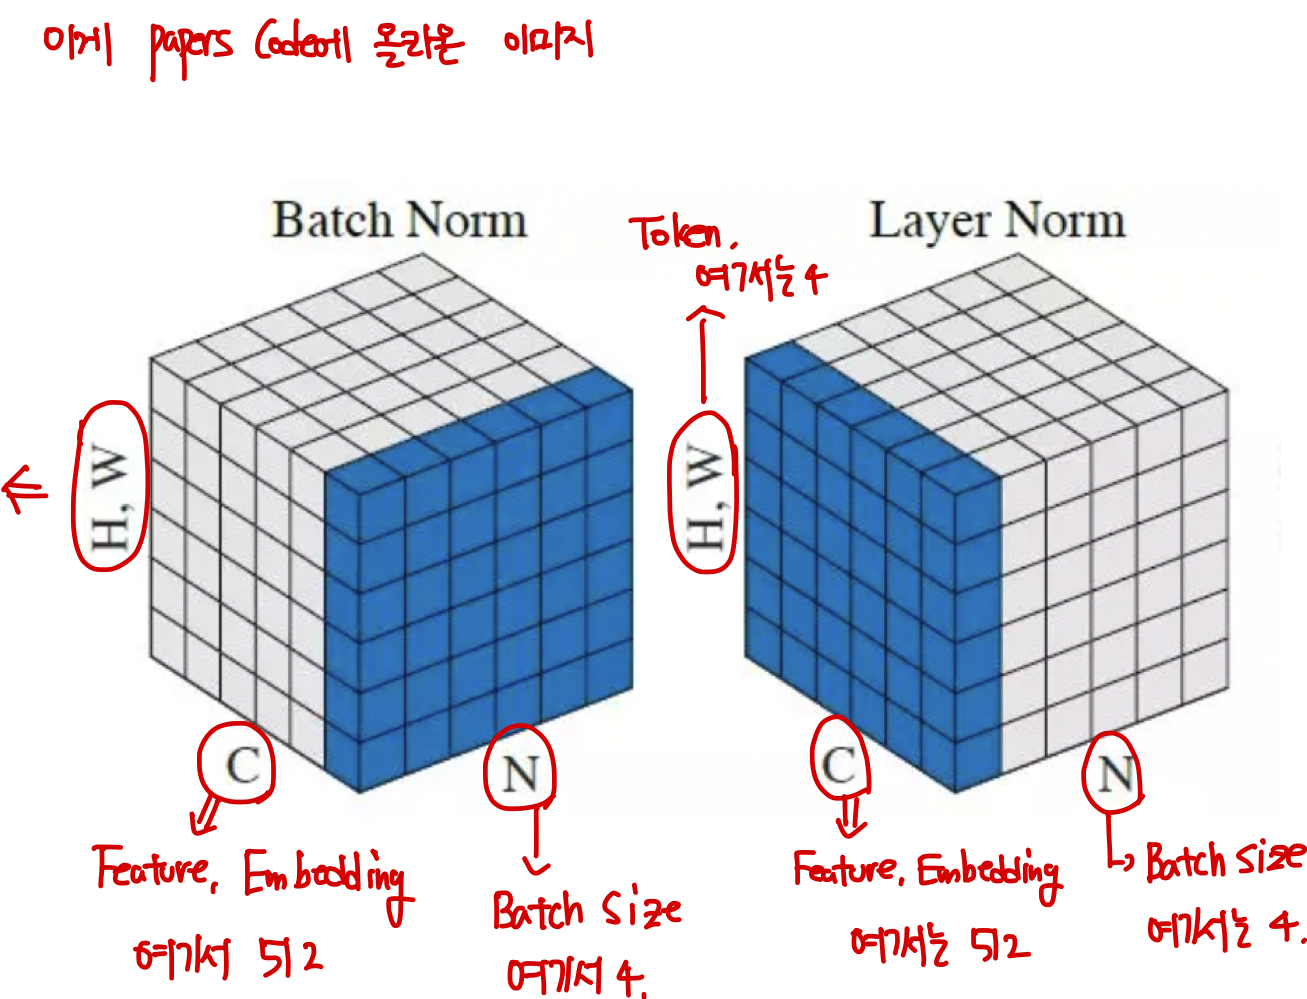 이게 papers Code에 올라온 이미지
Batch Norm
Token.
여기서는 4
Layer Norm
H, W
H, W
C
N
C
N
Feature, Embedding
여기서 512
Batch Size
여기서 4.
Feature, Embedding
여기서는 512
Batch size
여기서는 4.